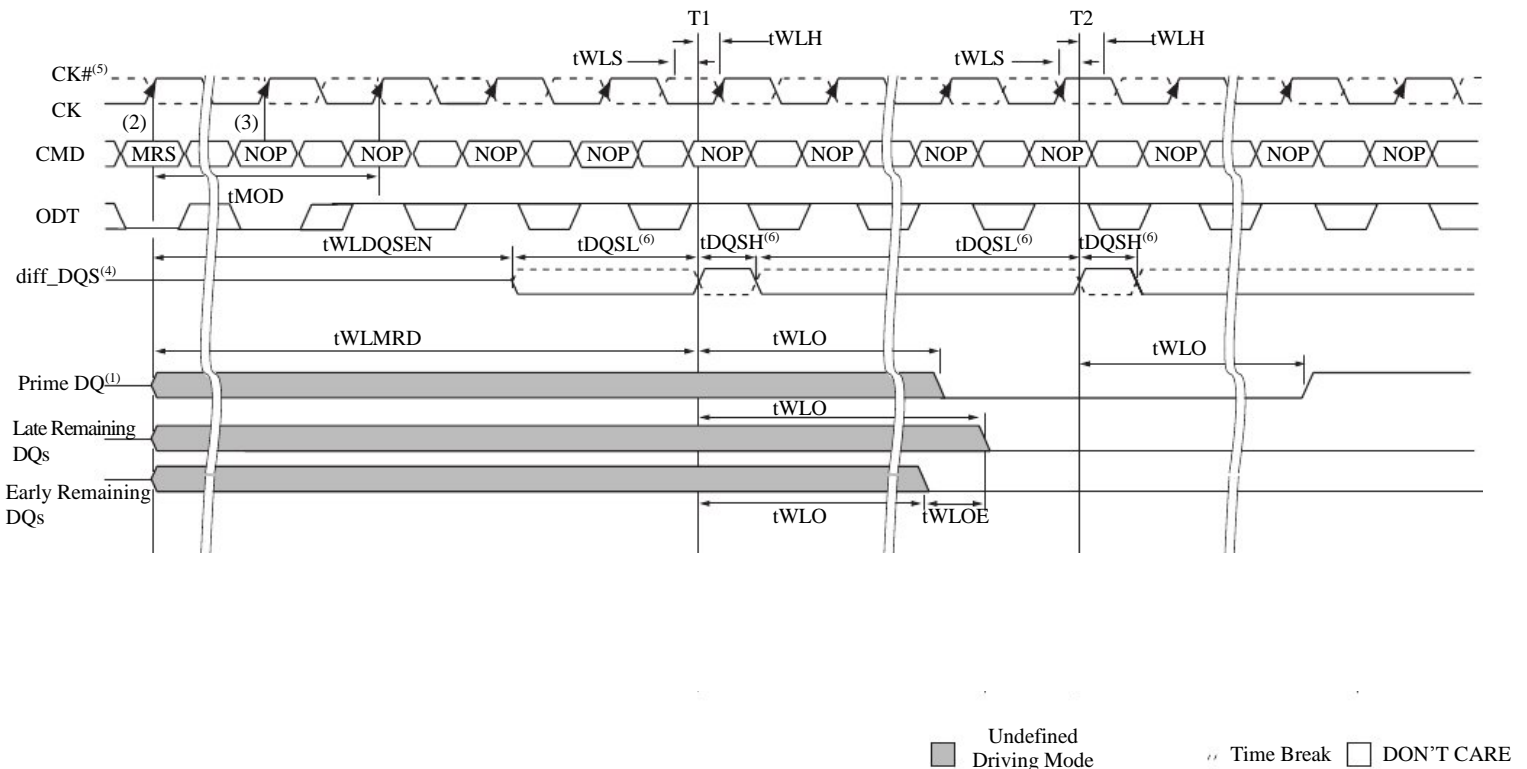 T1 T2
tWLH tWLH
tWLS tWLS
CK#(5)
CK
(2) (3)
CMD MRS NOP NOP NOP NOP NOP NOP NOP NOP NOP NOP NOP
tMOD
ODT
tWLDQSEN tDQSL(6) tDQSH(6) tDQSL(6) tDQSH(6)
diff_DQS(4)
tWLMRD tWLO tWLO
Prime DQ(1)
tWLO
Late Remaining
DQs
Early Remaining
DQs
tWLO tWLOE
Undefined
Driving Mode
Time Break
DON'T CARE